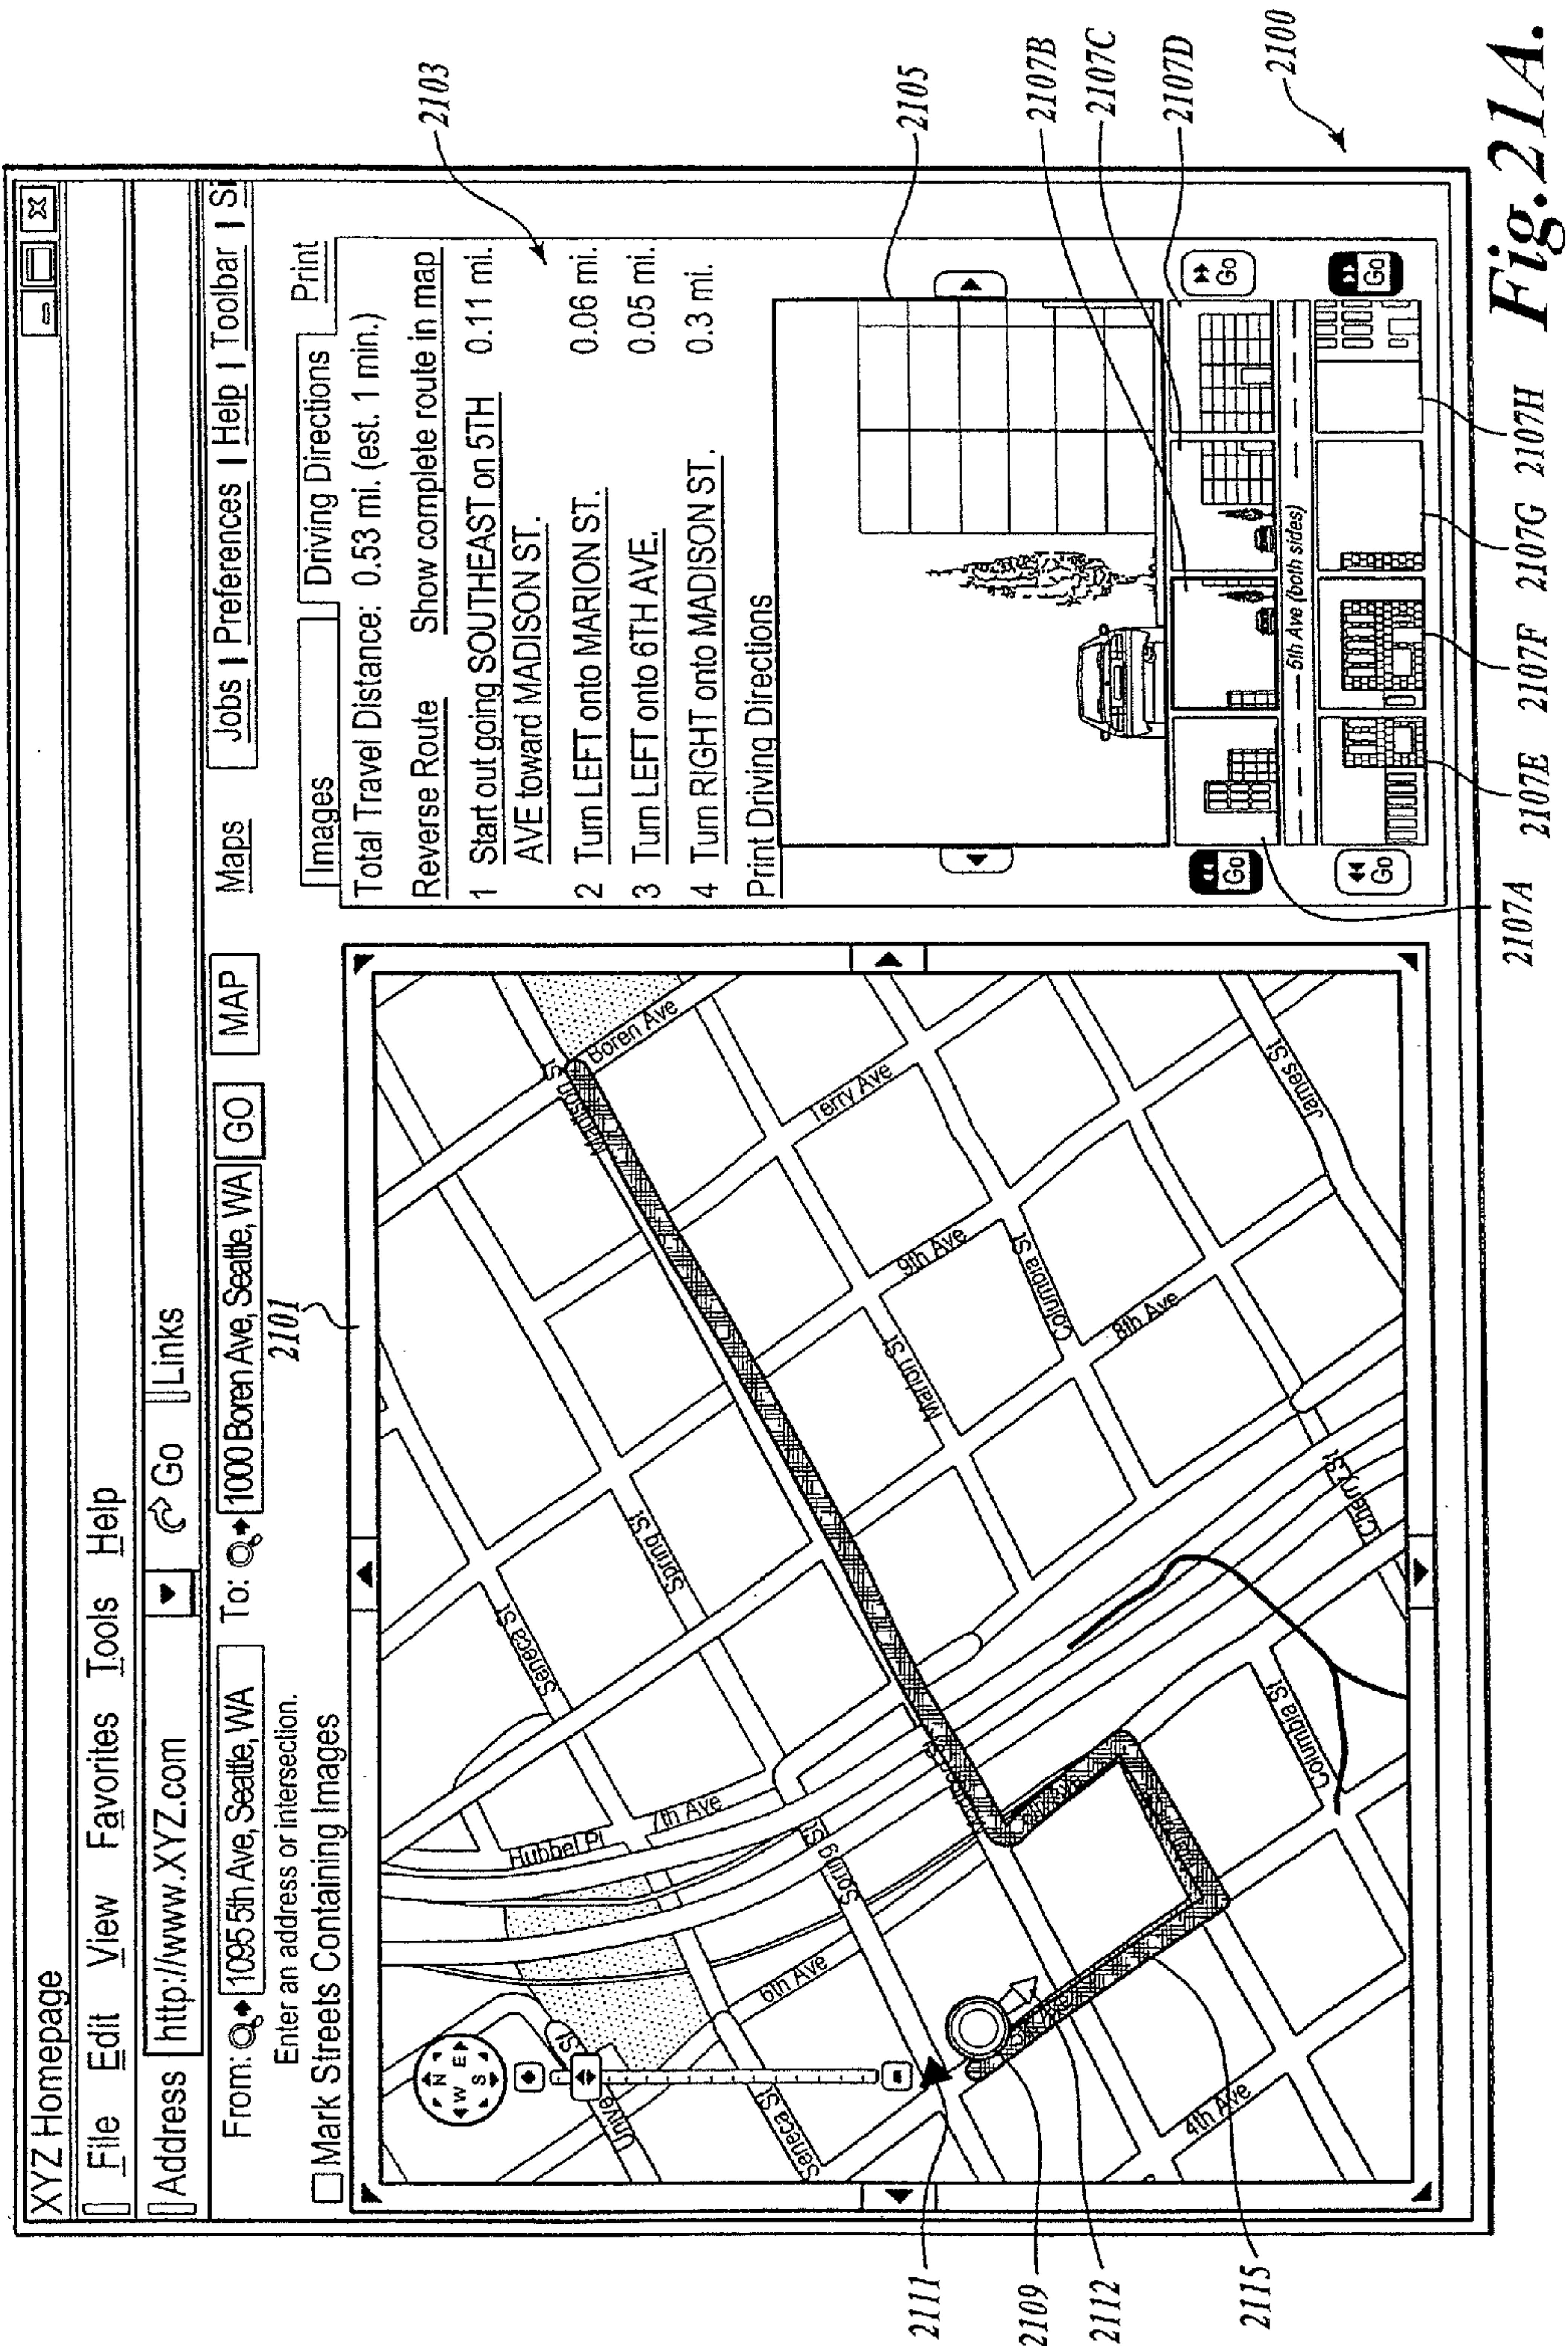 XYZ Homepage
File Edit View Favorites Tools Help
Address http://www.XYZ.com Go Links
From: 1095 5th Ave, Seattle, WA To: 1000 Boren Ave, Seattle, WA GO MAP Maps Jobs | Preferences | Help | Toolbar | Si
Enter an address or intersection.
Mark Streets Containing Images
2101
N
W E
S
Seneca St
Spring St
Madison St
Boren Ave
Terry Ave
9th Ave
Marion St
Columbia St
8th Ave
James St
Hubbel Pl
7th Ave
6th Ave
Spring St
Seneca St
Cherry St
Columbia St
4th Ave
Images Driving Directions Print
Total Travel Distance: 0.53 mi. (est. 1 min.)
Reverse Route Show complete route in map
1 Start out going SOUTHEAST on 5TH 0.11 mi.
AVE toward MADISON ST.
2 Turn LEFT onto MARION ST. 0.06 mi.
3 Turn LEFT onto 6TH AVE. 0.05 mi.
4 Turn RIGHT onto MADISON ST. 0.3 mi.
Print Driving Directions
Go
Go
5th Ave (both sides)
Go
Go
2103
2105
2107B
2107C
2107D
2100
2107A
2107E
2107F
2107G
2107H
2111
2109
2112
2115
Fig.21A.